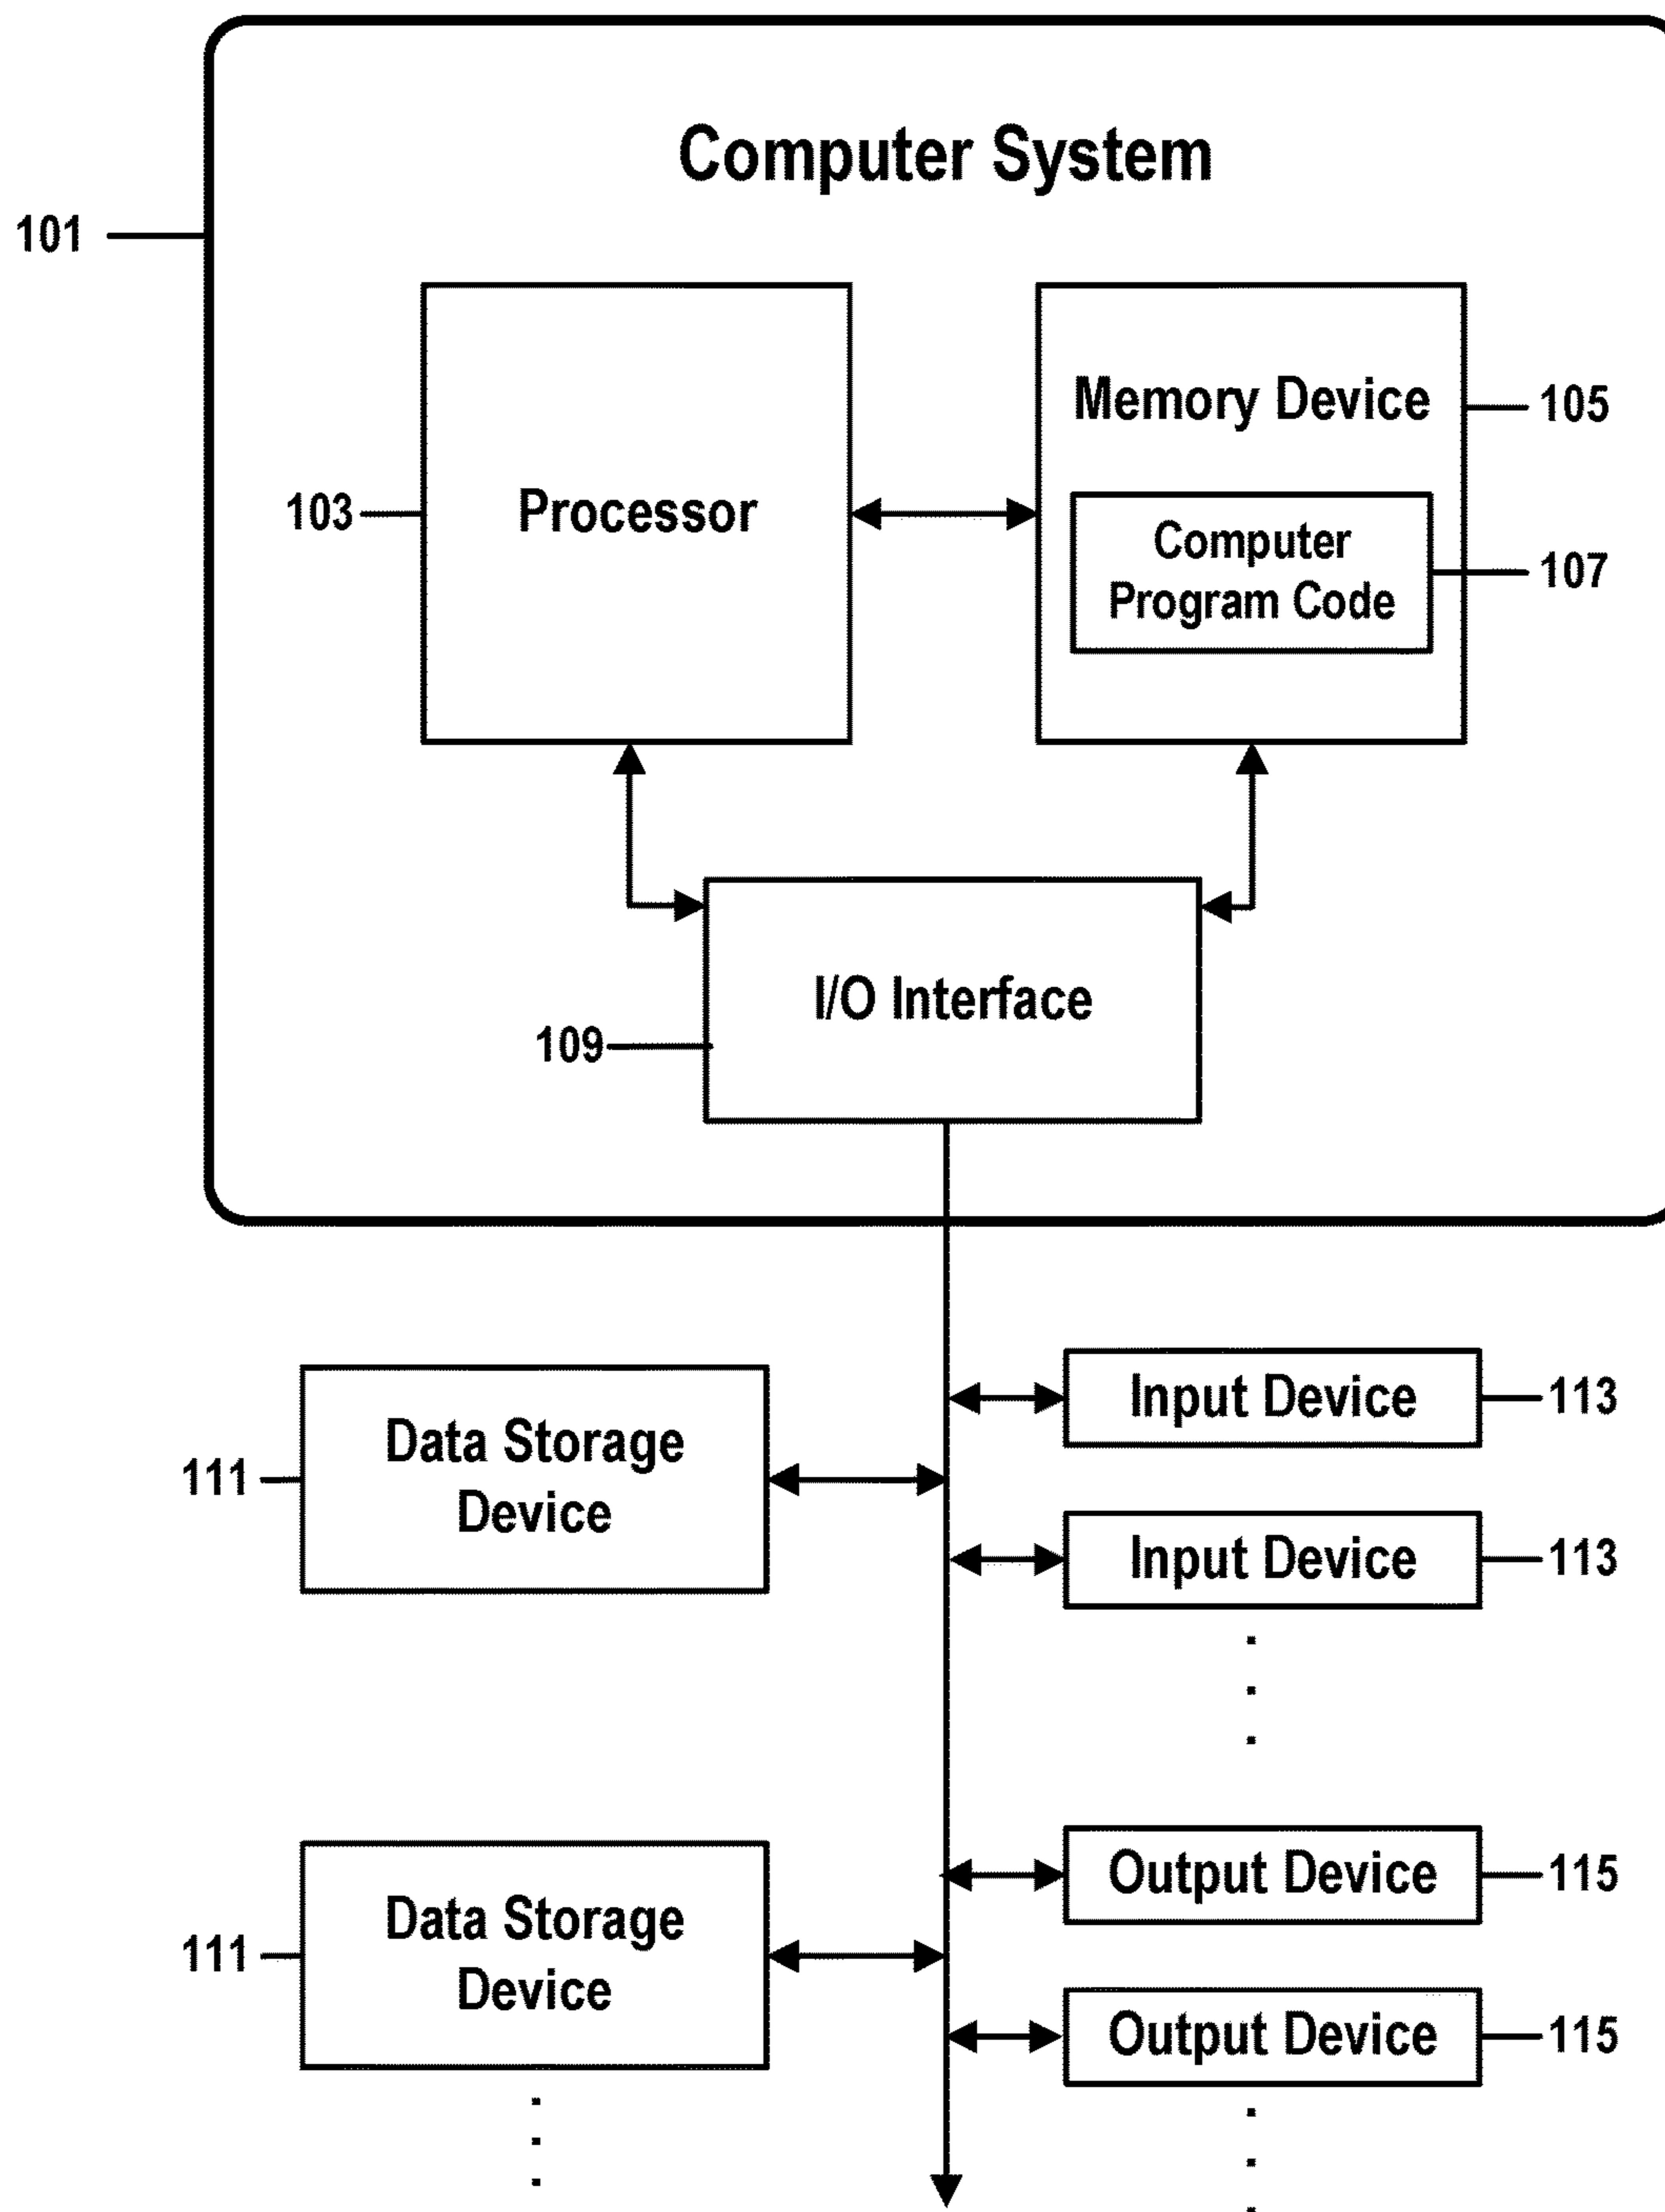 Computer System
101
Processor
103
Memory Device
105
Computer
Program Code
107
I/O Interface
109
Data Storage
Device
111
Input Device
113
Input Device
113
Data Storage
Device
111
Output Device
115
Output Device
115